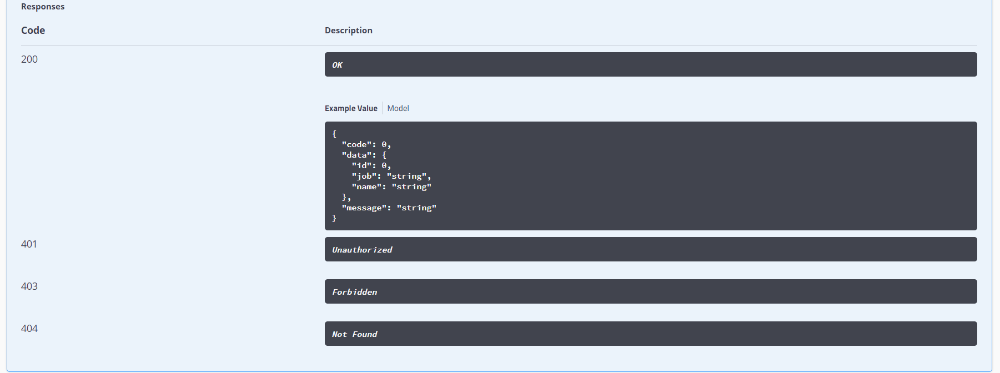 Responses
Code Description
200 OK
Example Value Model
{
"code": 0,
"data": {
"id": 0,
"job": "string",
"name": "string"
},
"message": "string"
}
401 Unauthorized
403 Forbidden
404 Not Found